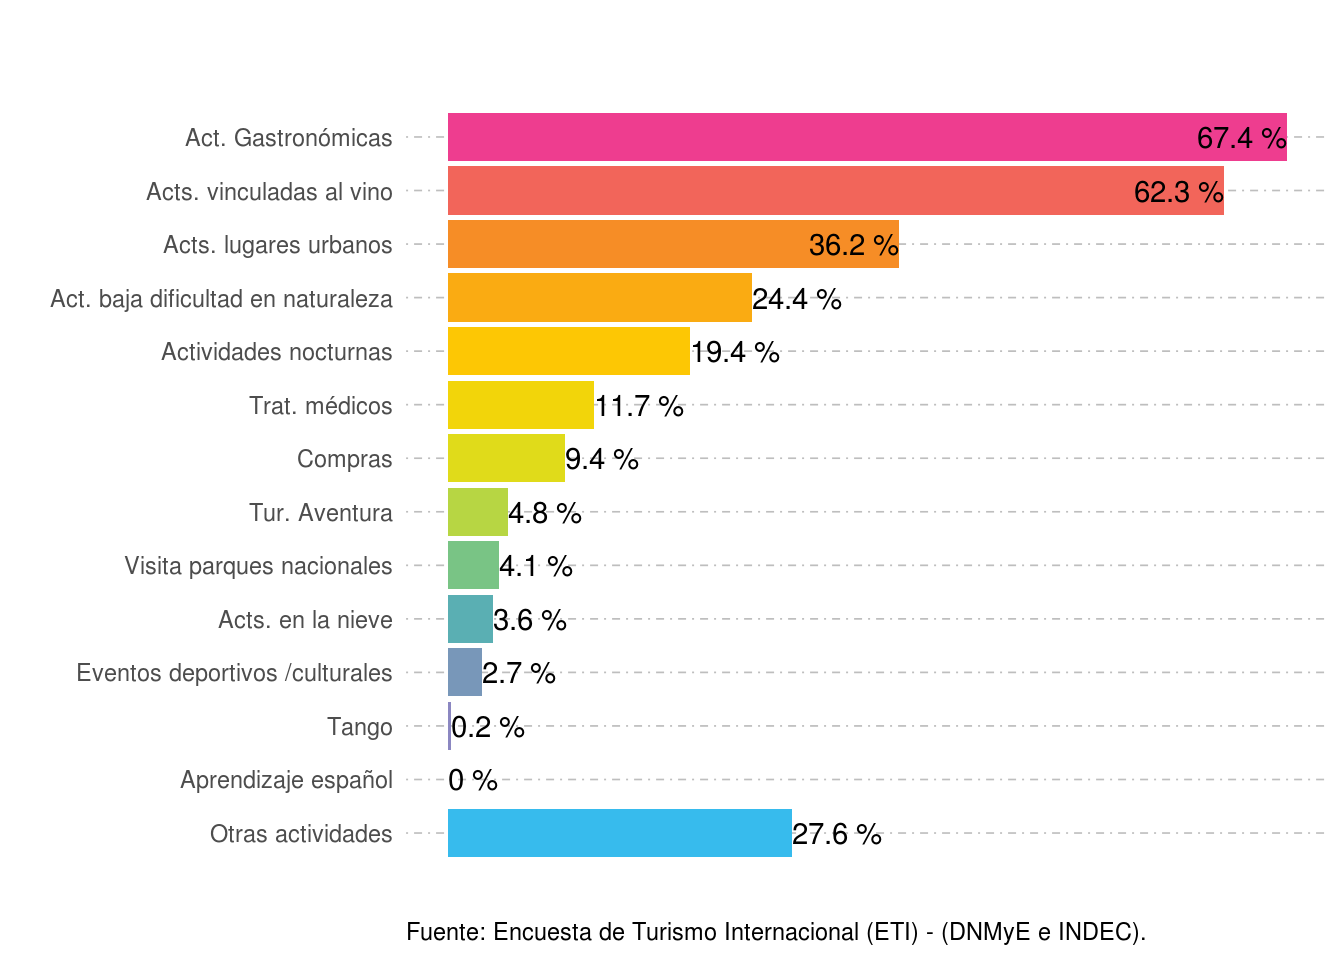 Act. Gastronómicas 67.4 %
Acts. vinculadas al vino 62.3 %
Acts. lugares urbanos 36.2 %
Act. baja dificultad en naturaleza 24.4 %
Actividades nocturnas 19.4 %
Trat. médicos 11.7 %
Compras 9.4 %
Tur. Aventura 4.8 %
Visita parques nacionales 4.1 %
Acts. en la nieve 3.6 %
Eventos deportivos /culturales 2.7 %
Tango 0.2 %
Aprendizaje español 0 %
Otras actividades 27.6 %
Fuente: Encuesta de Turismo Internacional (ETI) - (DNMyE e INDEC).